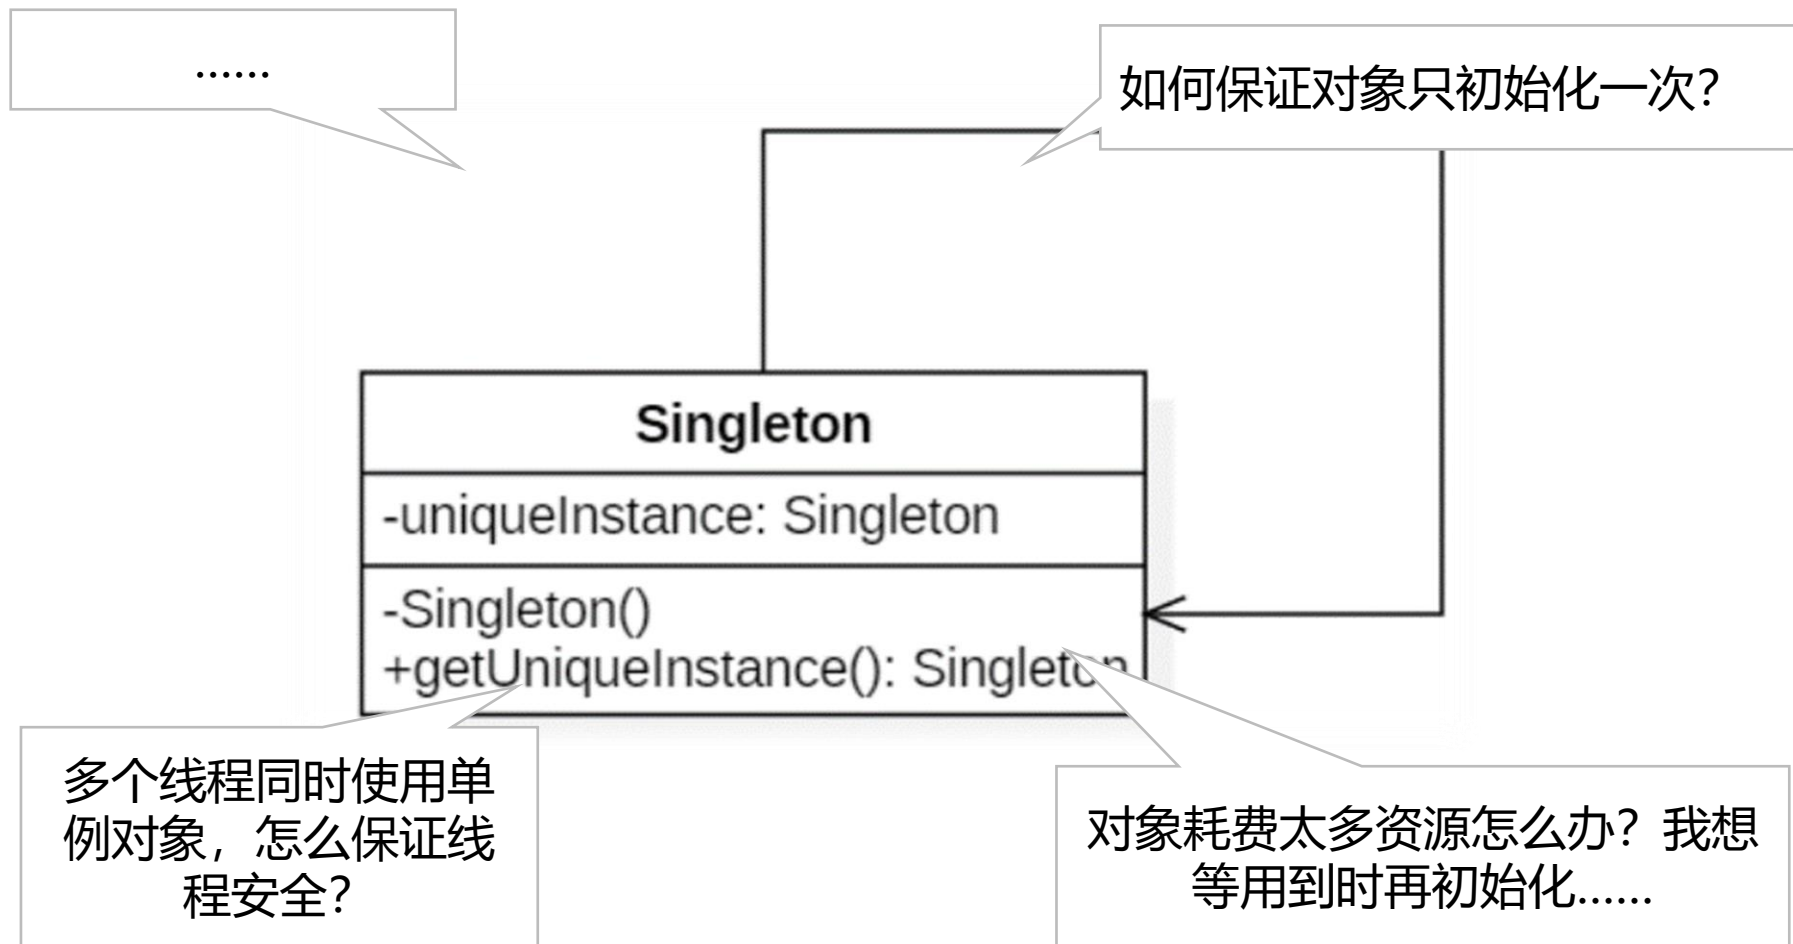 ......
如何保证对象只初始化一次？
Singleton
-uniqueInstance: Singleton
-Singleton()
+getUniqueInstance(): Singleton
多个线程同时使用单
例对象，怎么保证线
程安全？
对象耗费太多资源怎么办？我想
等用到时再初始化......